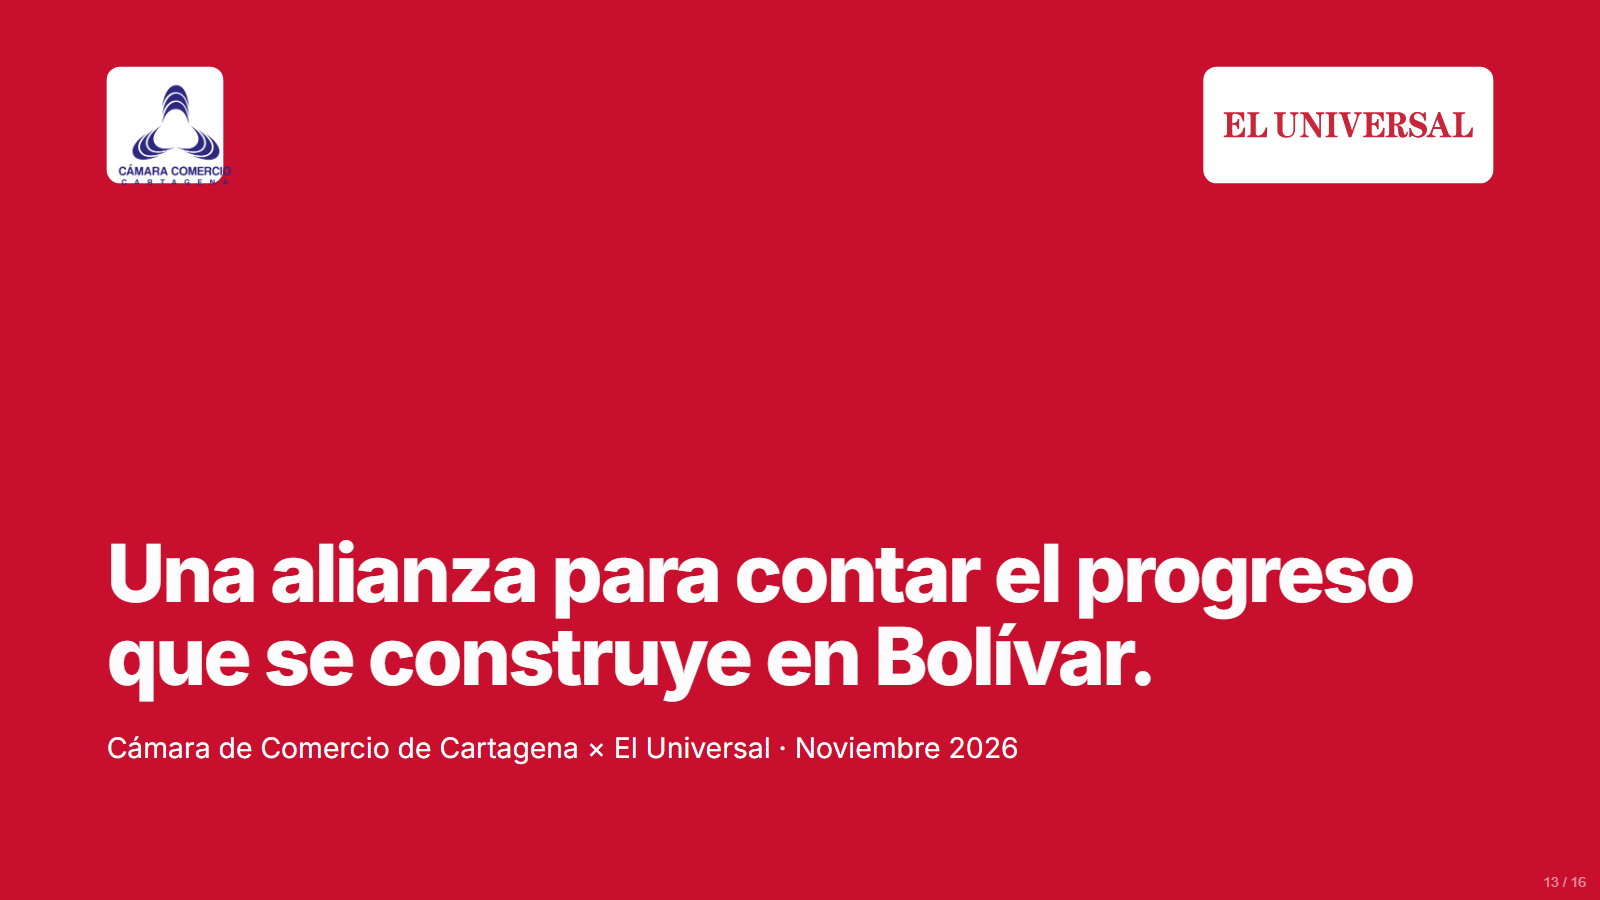 CÁMARA COMERCIO
CARTAGENA
EL UNIVERSAL
Una alianza para contar el progreso
que se construye en Bolívar.
Cámara de Comercio de Cartagena × El Universal · Noviembre 2026
13 / 16